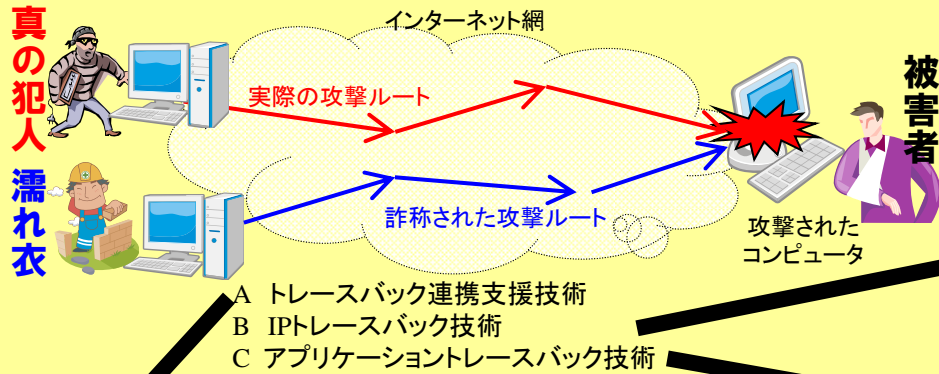 インターネット網
真の犯人
実際の攻撃ルート
被害者
濡れ衣
詐称された攻撃ルート
攻撃された
コンピュータ
A トレースバック連携支援技術
B IPトレースバック技術
C アプリケーショントレースバック技術